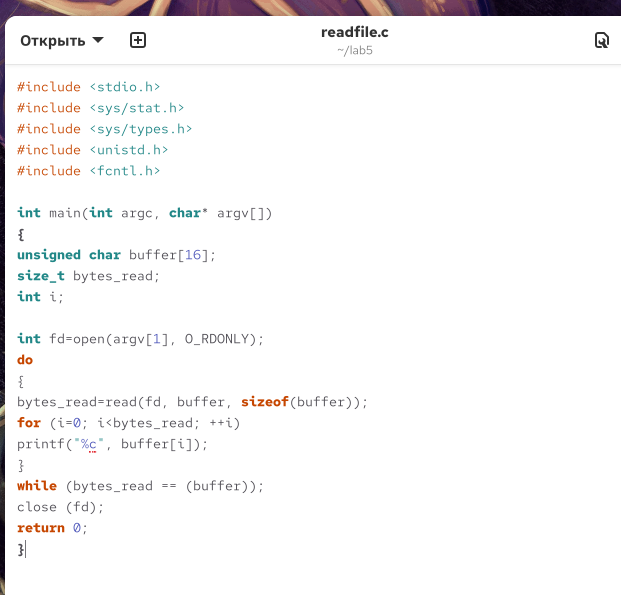 Открыть
readfile.c
~/lab5
#include <stdio.h>
#include <sys/stat.h>
#include <sys/types.h>
#include <unistd.h>
#include <fcntl.h>
int main(int argc, char* argv[])
{
unsigned char buffer[16];
size_t bytes_read;
int i;
int fd=open(argv[1], O_RDONLY);
do
{
bytes_read=read(fd, buffer, sizeof(buffer));
for (i=0; i<bytes_read; ++i)
printf("%c", buffer[i]);
}
while (bytes_read == (buffer));
close (fd);
return 0;
}